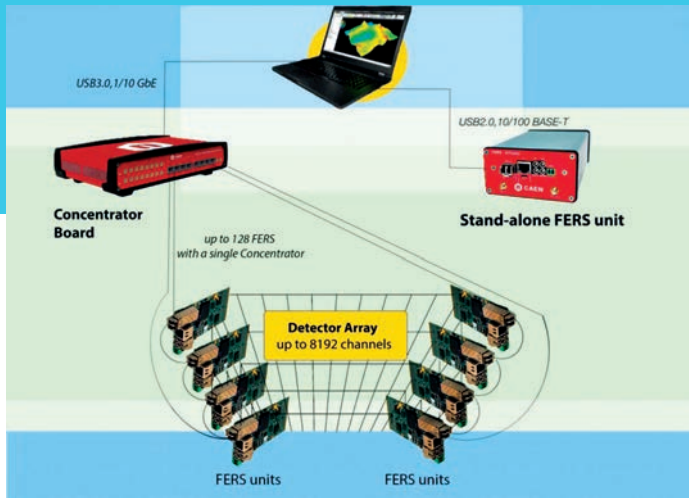 USB3.0,1/10 GbE
USB2.0,10/100 BASE-T
CAEN
Concentrator
Board
Stand-alone FERS unit
up to 128 FERS
with a single Concentrator
Detector Array
up to 8192 channels
FERS units
FERS units